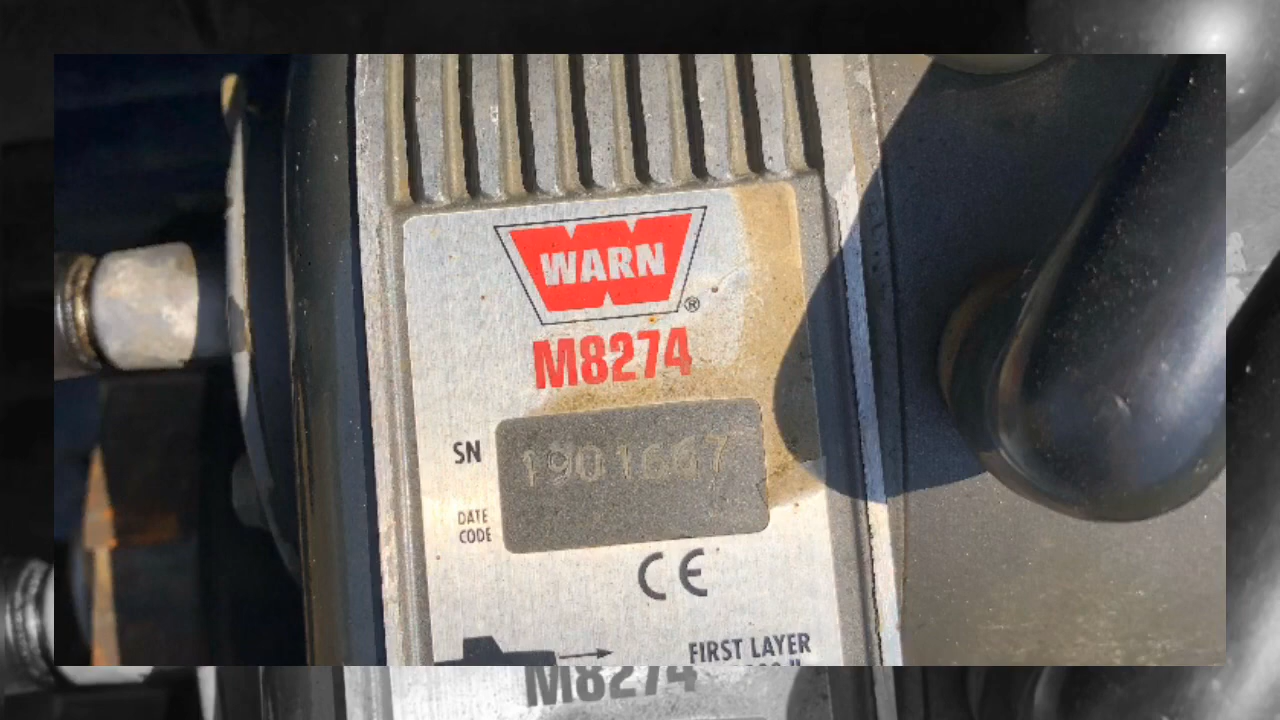 WARN
®
M8274
SN 1901667
DATE
CODE
CE
FIRST LAYER
M8274